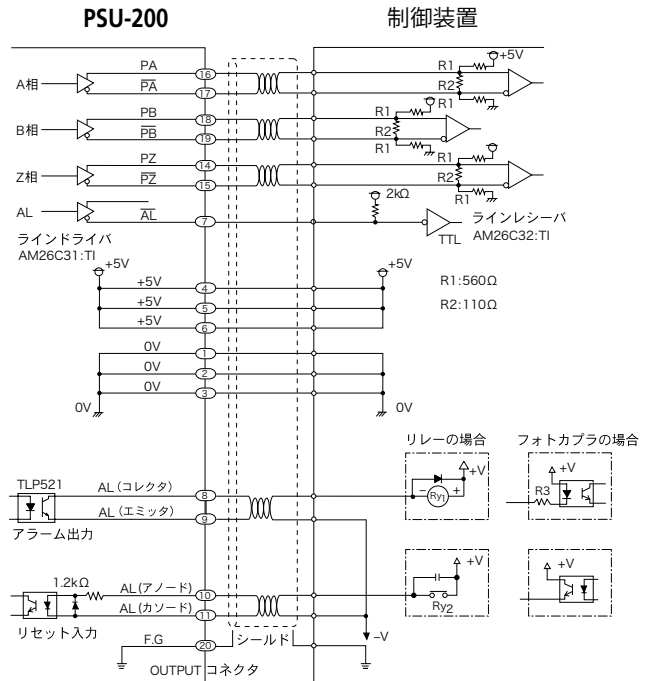 PSU-200 制御装置
A相 PA 16 R1 +5V
PA 17 R2
R1
B相 PB 18 R1
PB 19 R2
R1
Z相 PZ 14 R1
PZ 15 R2
R1
AL AL 7 2kΩ TTL
ラインドライバ
AM26C31:TI
ラインレシーバ
AM26C32:TI
+5V +5V
+5V 4
+5V 5
+5V 6
R1:560Ω
R2:110Ω
0V 1
0V 2
0V 3
0V 0V
リレーの場合 フォトカプラの場合
TLP521 AL(コレクタ) 8
AL(エミッタ) 9
アラーム出力
+V
− Ry1 +
+V
R3
1.2kΩ AL(アノード) 10
AL(カソード) 11
リセット入力
+V
Ry2
+V
–V
F.G 20 シールド
OUTPUT コネクタ